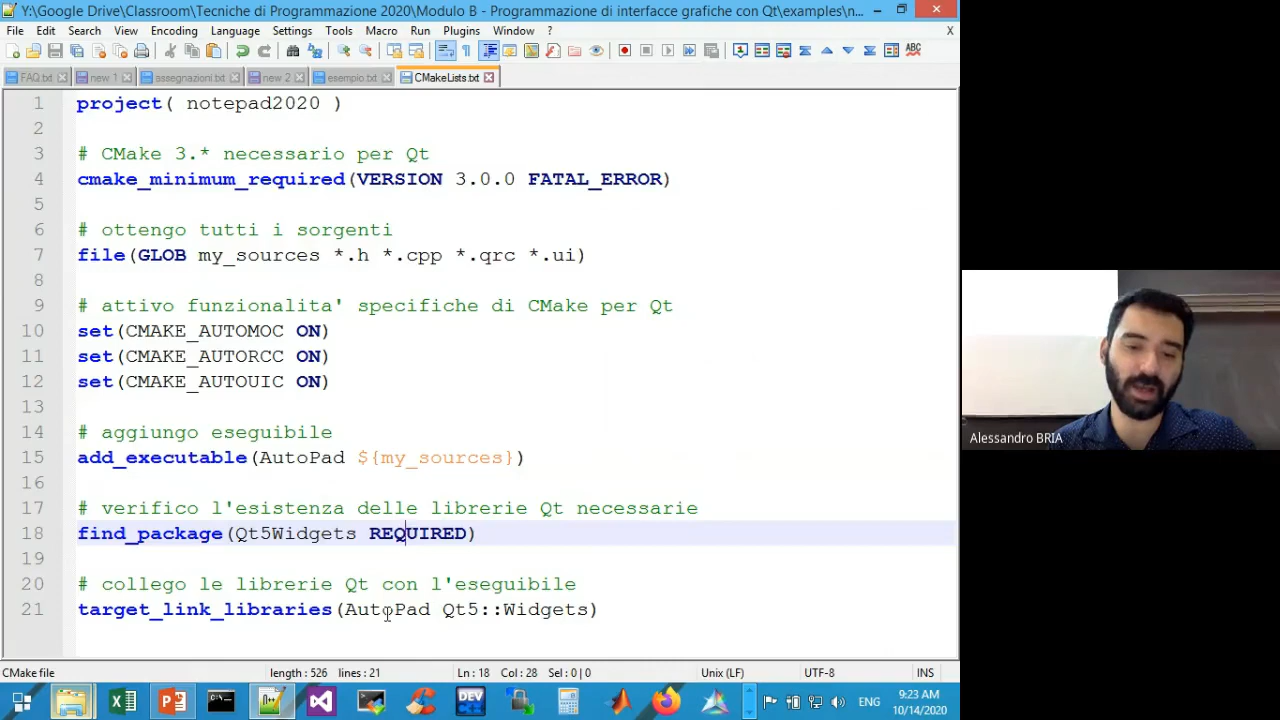 Y:\Google Drive\Classroom\Tecniche di Programmazione 2020\Modulo B - Programmazione di interfacce grafiche con Qt\examples\n...
File Edit Search View Encoding Language Settings Tools Macro Run Plugins Window ? X
FAQ.txt new 1 assegnazioni.txt new 2 esempio.txt CMakeLists.txt
1 project( notepad2020 )
2
3 # CMake 3.* necessario per Qt
4 cmake_minimum_required(VERSION 3.0.0 FATAL_ERROR)
5
6 # ottengo tutti i sorgenti
7 file(GLOB my_sources *.h *.cpp *.qrc *.ui)
8
9 # attivo funzionalita' specifiche di CMake per Qt
10 set(CMAKE_AUTOMOC ON)
11 set(CMAKE_AUTORCC ON)
12 set(CMAKE_AUTOUIC ON)
13
14 # aggiungo eseguibile
15 add_executable(AutoPad ${my_sources})
16
17 # verifico l'esistenza delle librerie Qt necessarie
18 find_package(Qt5Widgets REQUIRED)
19
20 # collego le librerie Qt con l'eseguibile
21 target_link_libraries(AutoPad Qt5::Widgets)
Alessandro BRIA
CMake file length : 526 lines : 21 Ln : 18 Col : 28 Sel : 0 | 0 Unix (LF) UTF-8 INS
DEV
ENG
9:23 AM
10/14/2020